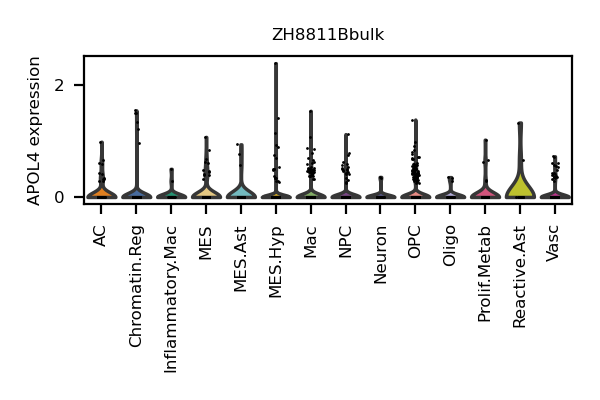 ZH8811Bbulk
APOL4 expression
2
0
AC
Chromatin.Reg
Inflammatory.Mac
MES
MES.Ast
MES.Hyp
Mac
NPC
Neuron
OPC
Oligo
Prolif.Metab
Reactive.Ast
Vasc